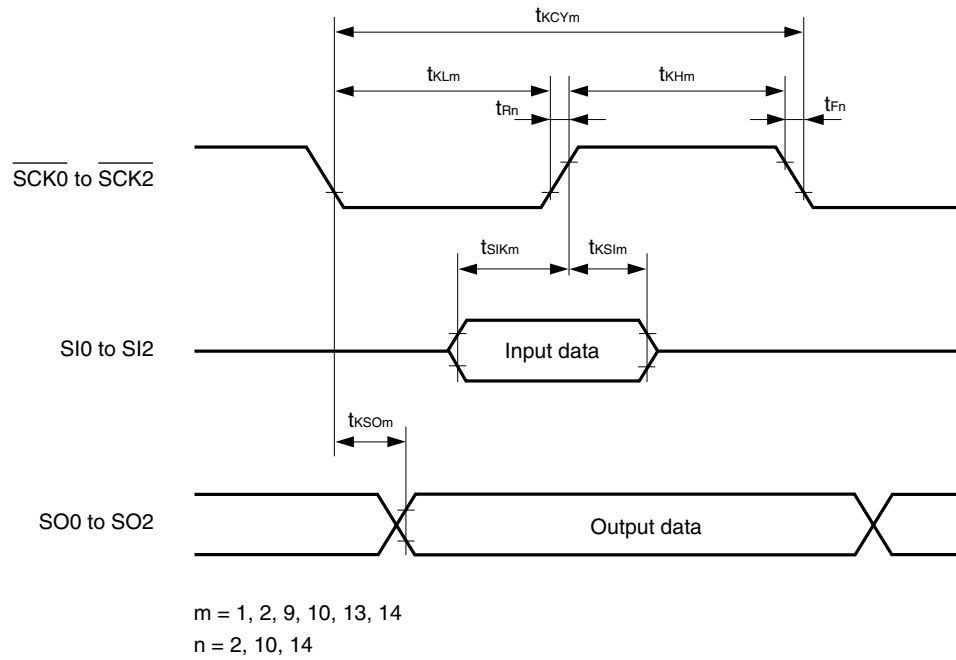 tKCYm
tKLm
tKHm
tRn
tFn
SCK0 to SCK2
tSIKm
tKSIm
SI0 to SI2
Input data
tKSOm
SO0 to SO2
Output data
m = 1, 2, 9, 10, 13, 14
n = 2, 10, 14